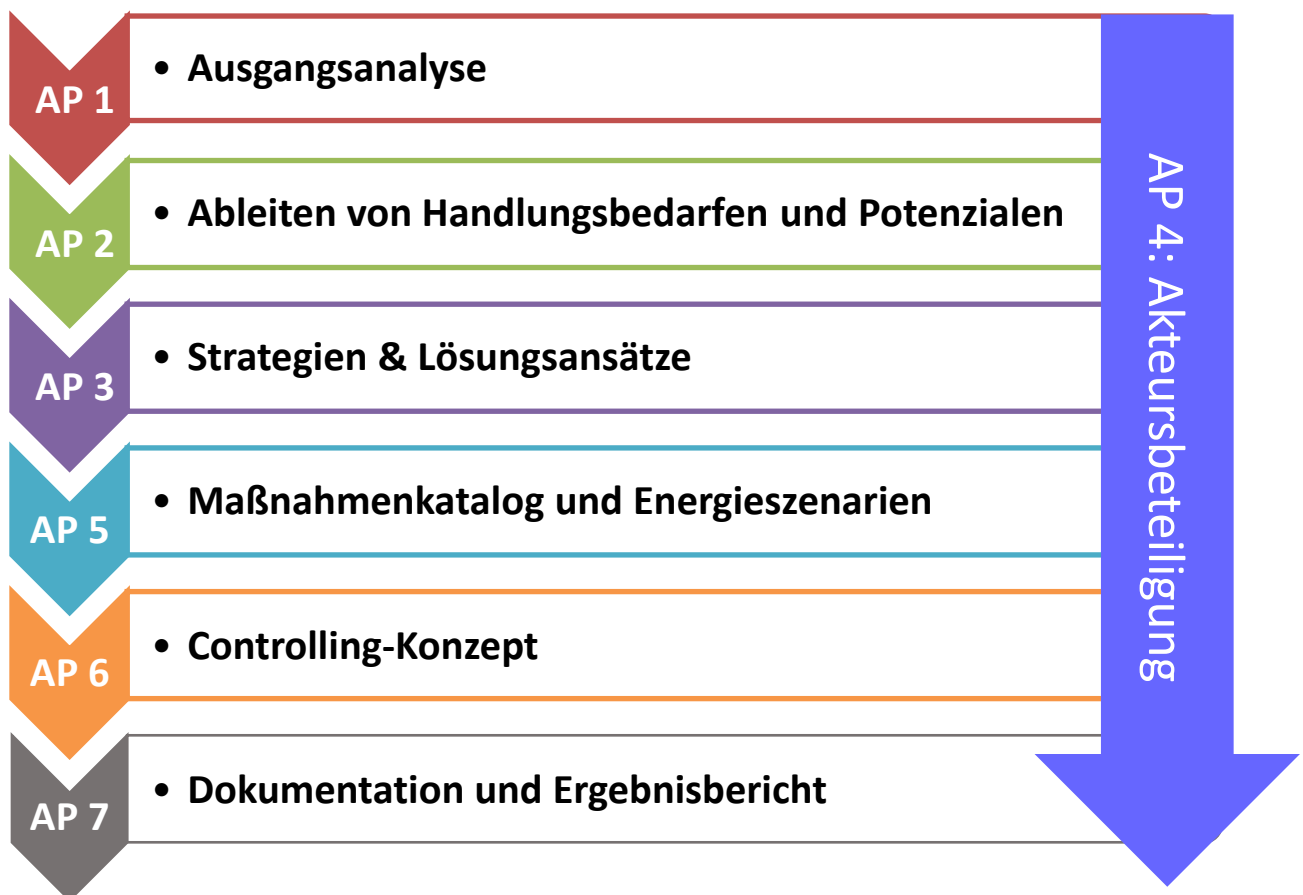 AP 1
• Ausgangsanalyse
AP 2
• Ableiten von Handlungsbedarfen und Potenzialen
AP 3
• Strategien & Lösungsansätze
AP 5
• Maßnahmenkatalog und Energieszenarien
AP 6
• Controlling-Konzept
AP 7
• Dokumentation und Ergebnisbericht
AP 4: Akteursbeteiligung